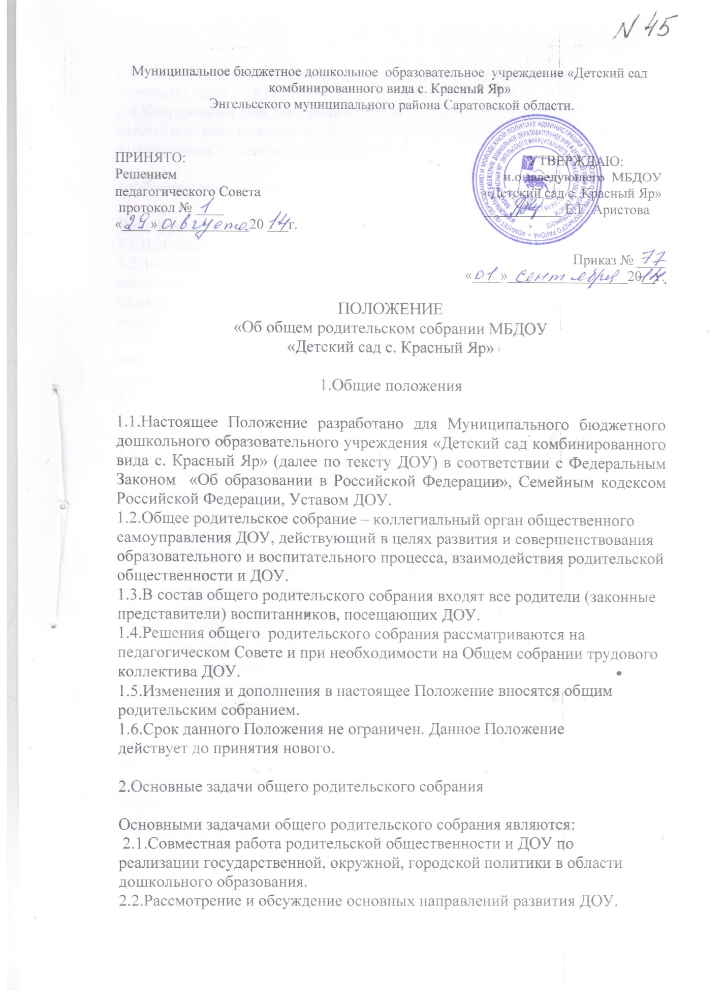 N 45
Муниципальное бюджетное дошкольное образовательное учреждение «Детский сад
комбинированного вида с. Красный Яр»
Энгельсского муниципального района Саратовской области.
ПРИНЯТО:
Решением
педагогического Совета
протокол № 1
«29» августа 2014г.
УТВЕРЖДАЮ:
и.о.заведующего МБДОУ
«Детский сад с. Красный Яр»
Е.Г. Аристова
Приказ № 77
«01» сентября 2014г.
ПОЛОЖЕНИЕ
«Об общем родительском собрании МБДОУ
«Детский сад с. Красный Яр»
1.Общие положения
1.1.Настоящее Положение разработано для Муниципального бюджетного
дошкольного образовательного учреждения «Детский сад комбинированного
вида с. Красный Яр» (далее по тексту ДОУ) в соответствии с Федеральным
Законом «Об образовании в Российской Федерации», Семейным кодексом
Российской Федерации, Уставом ДОУ.
1.2.Общее родительское собрание – коллегиальный орган общественного
самоуправления ДОУ, действующий в целях развития и совершенствования
образовательного и воспитательного процесса, взаимодействия родительской
общественности и ДОУ.
1.3.В состав общего родительского собрания входят все родители (законные
представители) воспитанников, посещающих ДОУ.
1.4.Решения общего родительского собрания рассматриваются на
педагогическом Совете и при необходимости на Общем собрании трудового
коллектива ДОУ.
1.5.Изменения и дополнения в настоящее Положение вносятся общим
родительским собранием.
1.6.Срок данного Положения не ограничен. Данное Положение
действует до принятия нового.
2.Основные задачи общего родительского собрания
Основными задачами общего родительского собрания являются:
2.1.Совместная работа родительской общественности и ДОУ по
реализации государственной, окружной, городской политики в области
дошкольного образования.
2.2.Рассмотрение и обсуждение основных направлений развития ДОУ.